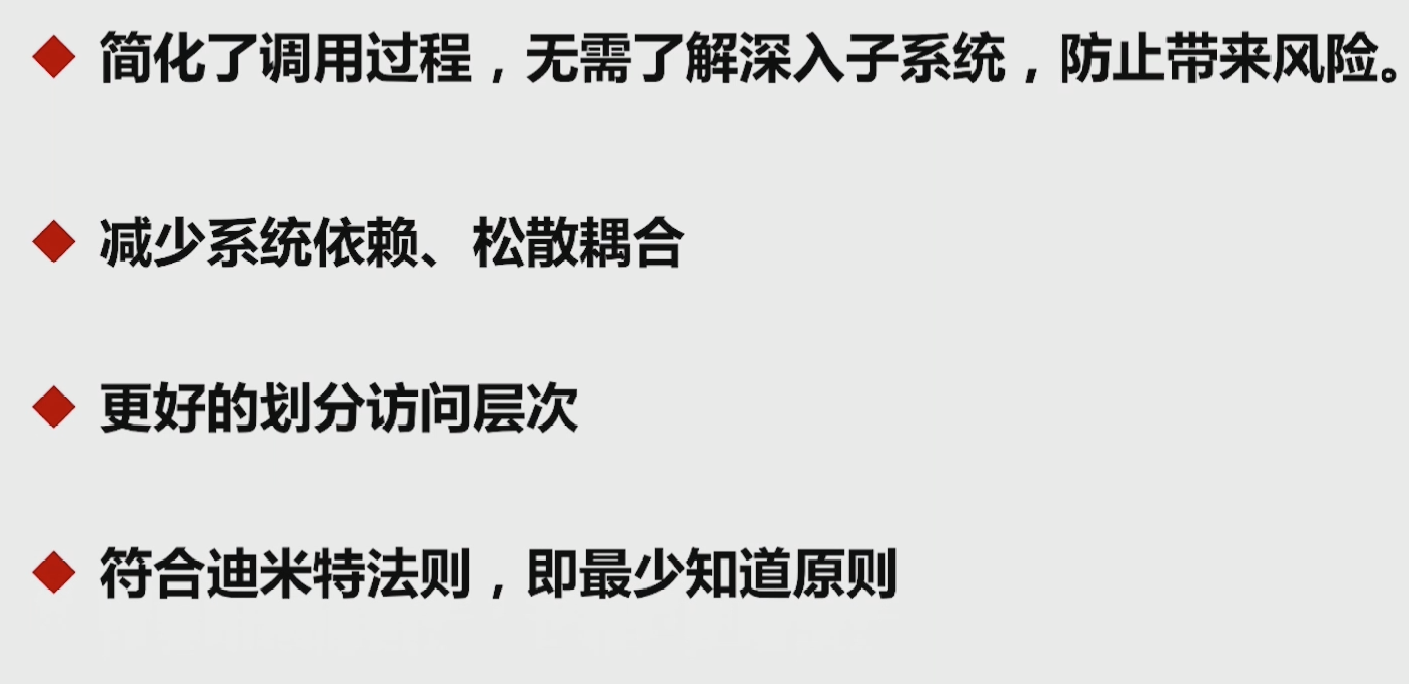 简化了调用过程，无需了解深入子系统，防止带来风险。
减少系统依赖、松散耦合
更好的划分访问层次
符合迪米特法则，即最少知道原则